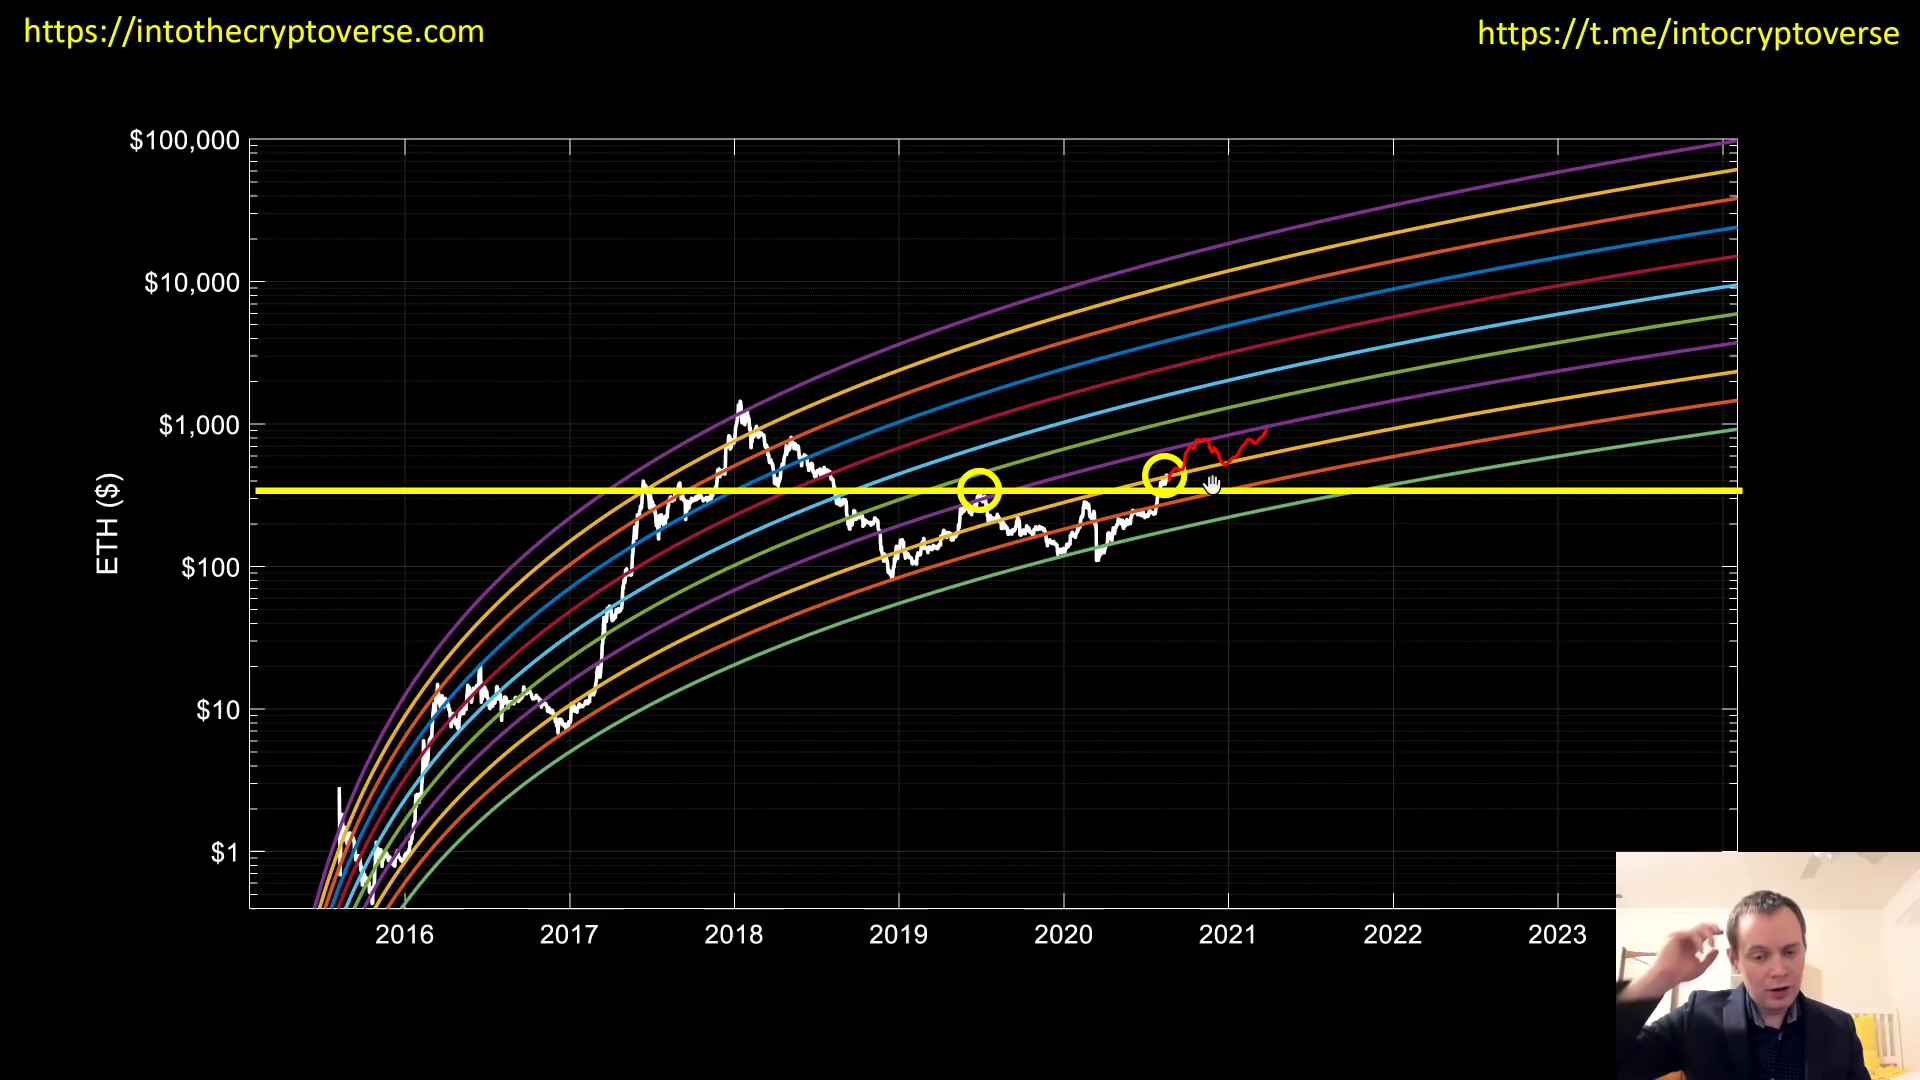 https://intothecryptoverse.com
https://t.me/intocryptoverse
$100,000
$10,000
$1,000
$100
$10
$1
ETH ($)
2016 2017 2018 2019 2020 2021 2022 2023